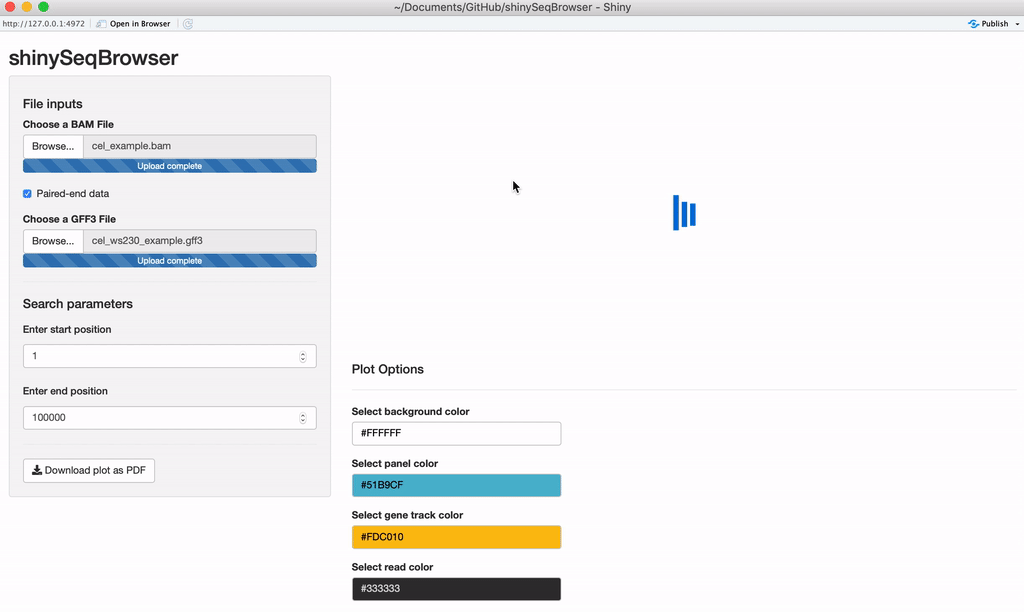 ~/Documents/GitHub/shinySeqBrowser - Shiny
http://127.0.0.1:4972 Open in Browser Publish
shinySeqBrowser
File inputs
Choose a BAM File
Browse... cel_example.bam
Upload complete
Paired-end data
Choose a GFF3 File
Browse... cel_ws230_example.gff3
Upload complete
Search parameters
Enter start position
1
Enter end position
100000
Download plot as PDF
Plot Options
Select background color
#FFFFFF
Select panel color
#51B9CF
Select gene track color
#FDC010
Select read color
#333333